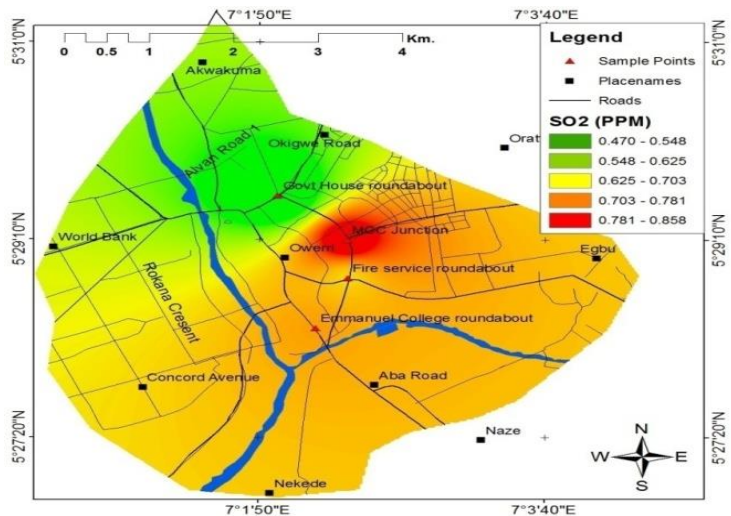 7°1'50"E 7°3'40"E
5°31'0"N
5°29'10"N
5°27'20"N
0 0.5 1 2 3 4 Km.
Akwakuma
Alvan Road 1
Okigwe Road
Orat
Govt House roundabout
World Bank
MCC Junction
Owerri
Egbu
Fire service roundabout
Rokana Cresent
Emmanuel College roundabout
Concord Avenue
Aba Road
Naze
Nekede
Legend
Sample Points
Placenames
Roads
SO2 (PPM)
0.470 - 0.548
0.548 - 0.625
0.625 - 0.703
0.703 - 0.781
0.781 - 0.858
N
W E
S
5°31'0"N
5°29'10"N
5°27'20"N
7°1'50"E 7°3'40"E